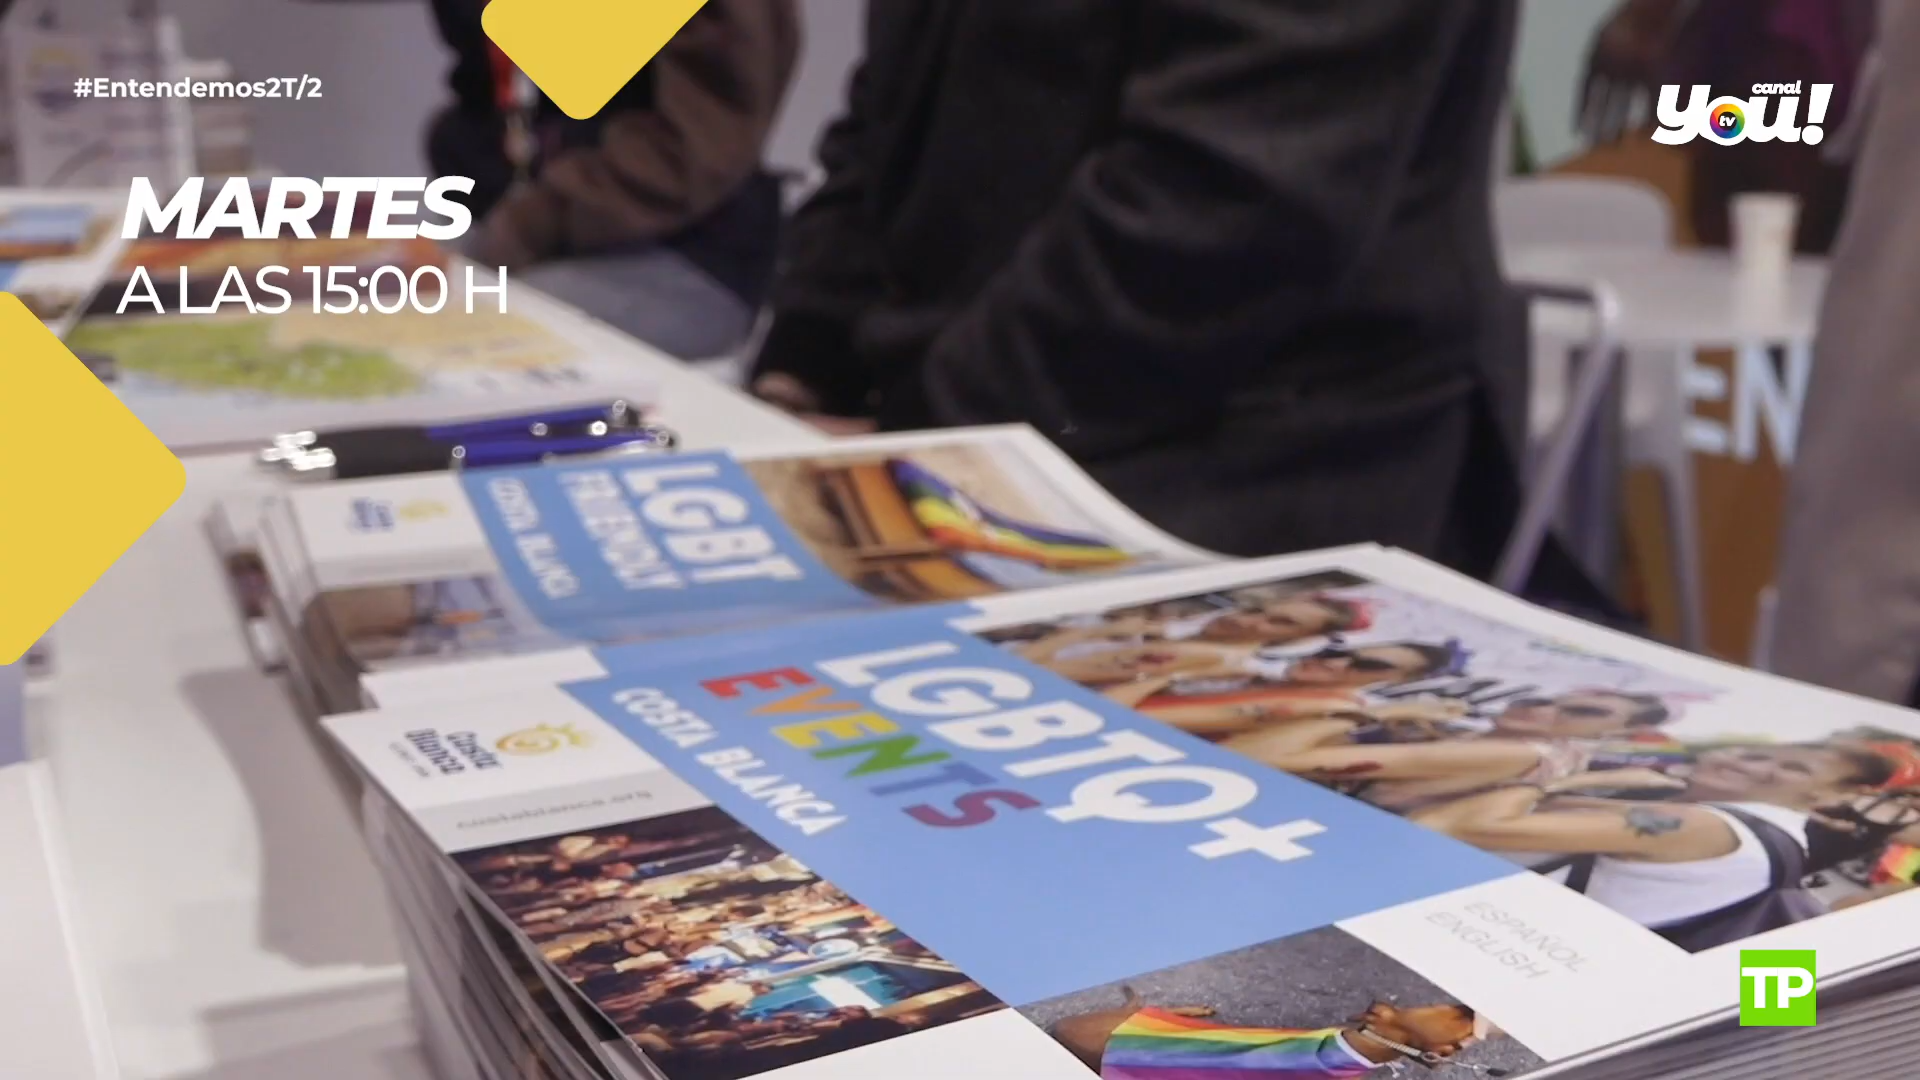 #Entendemos2T/2
canal
you!
tv
MARTES
A LAS 15:00 H
EN
LGBT
FRIENDLY
COSTA BLANCA
LGBTQ+
EVENTS
COSTA BLANCA
Costa
Blanca
costablanca.org
ESPAÑOL
ENGLISH
TP